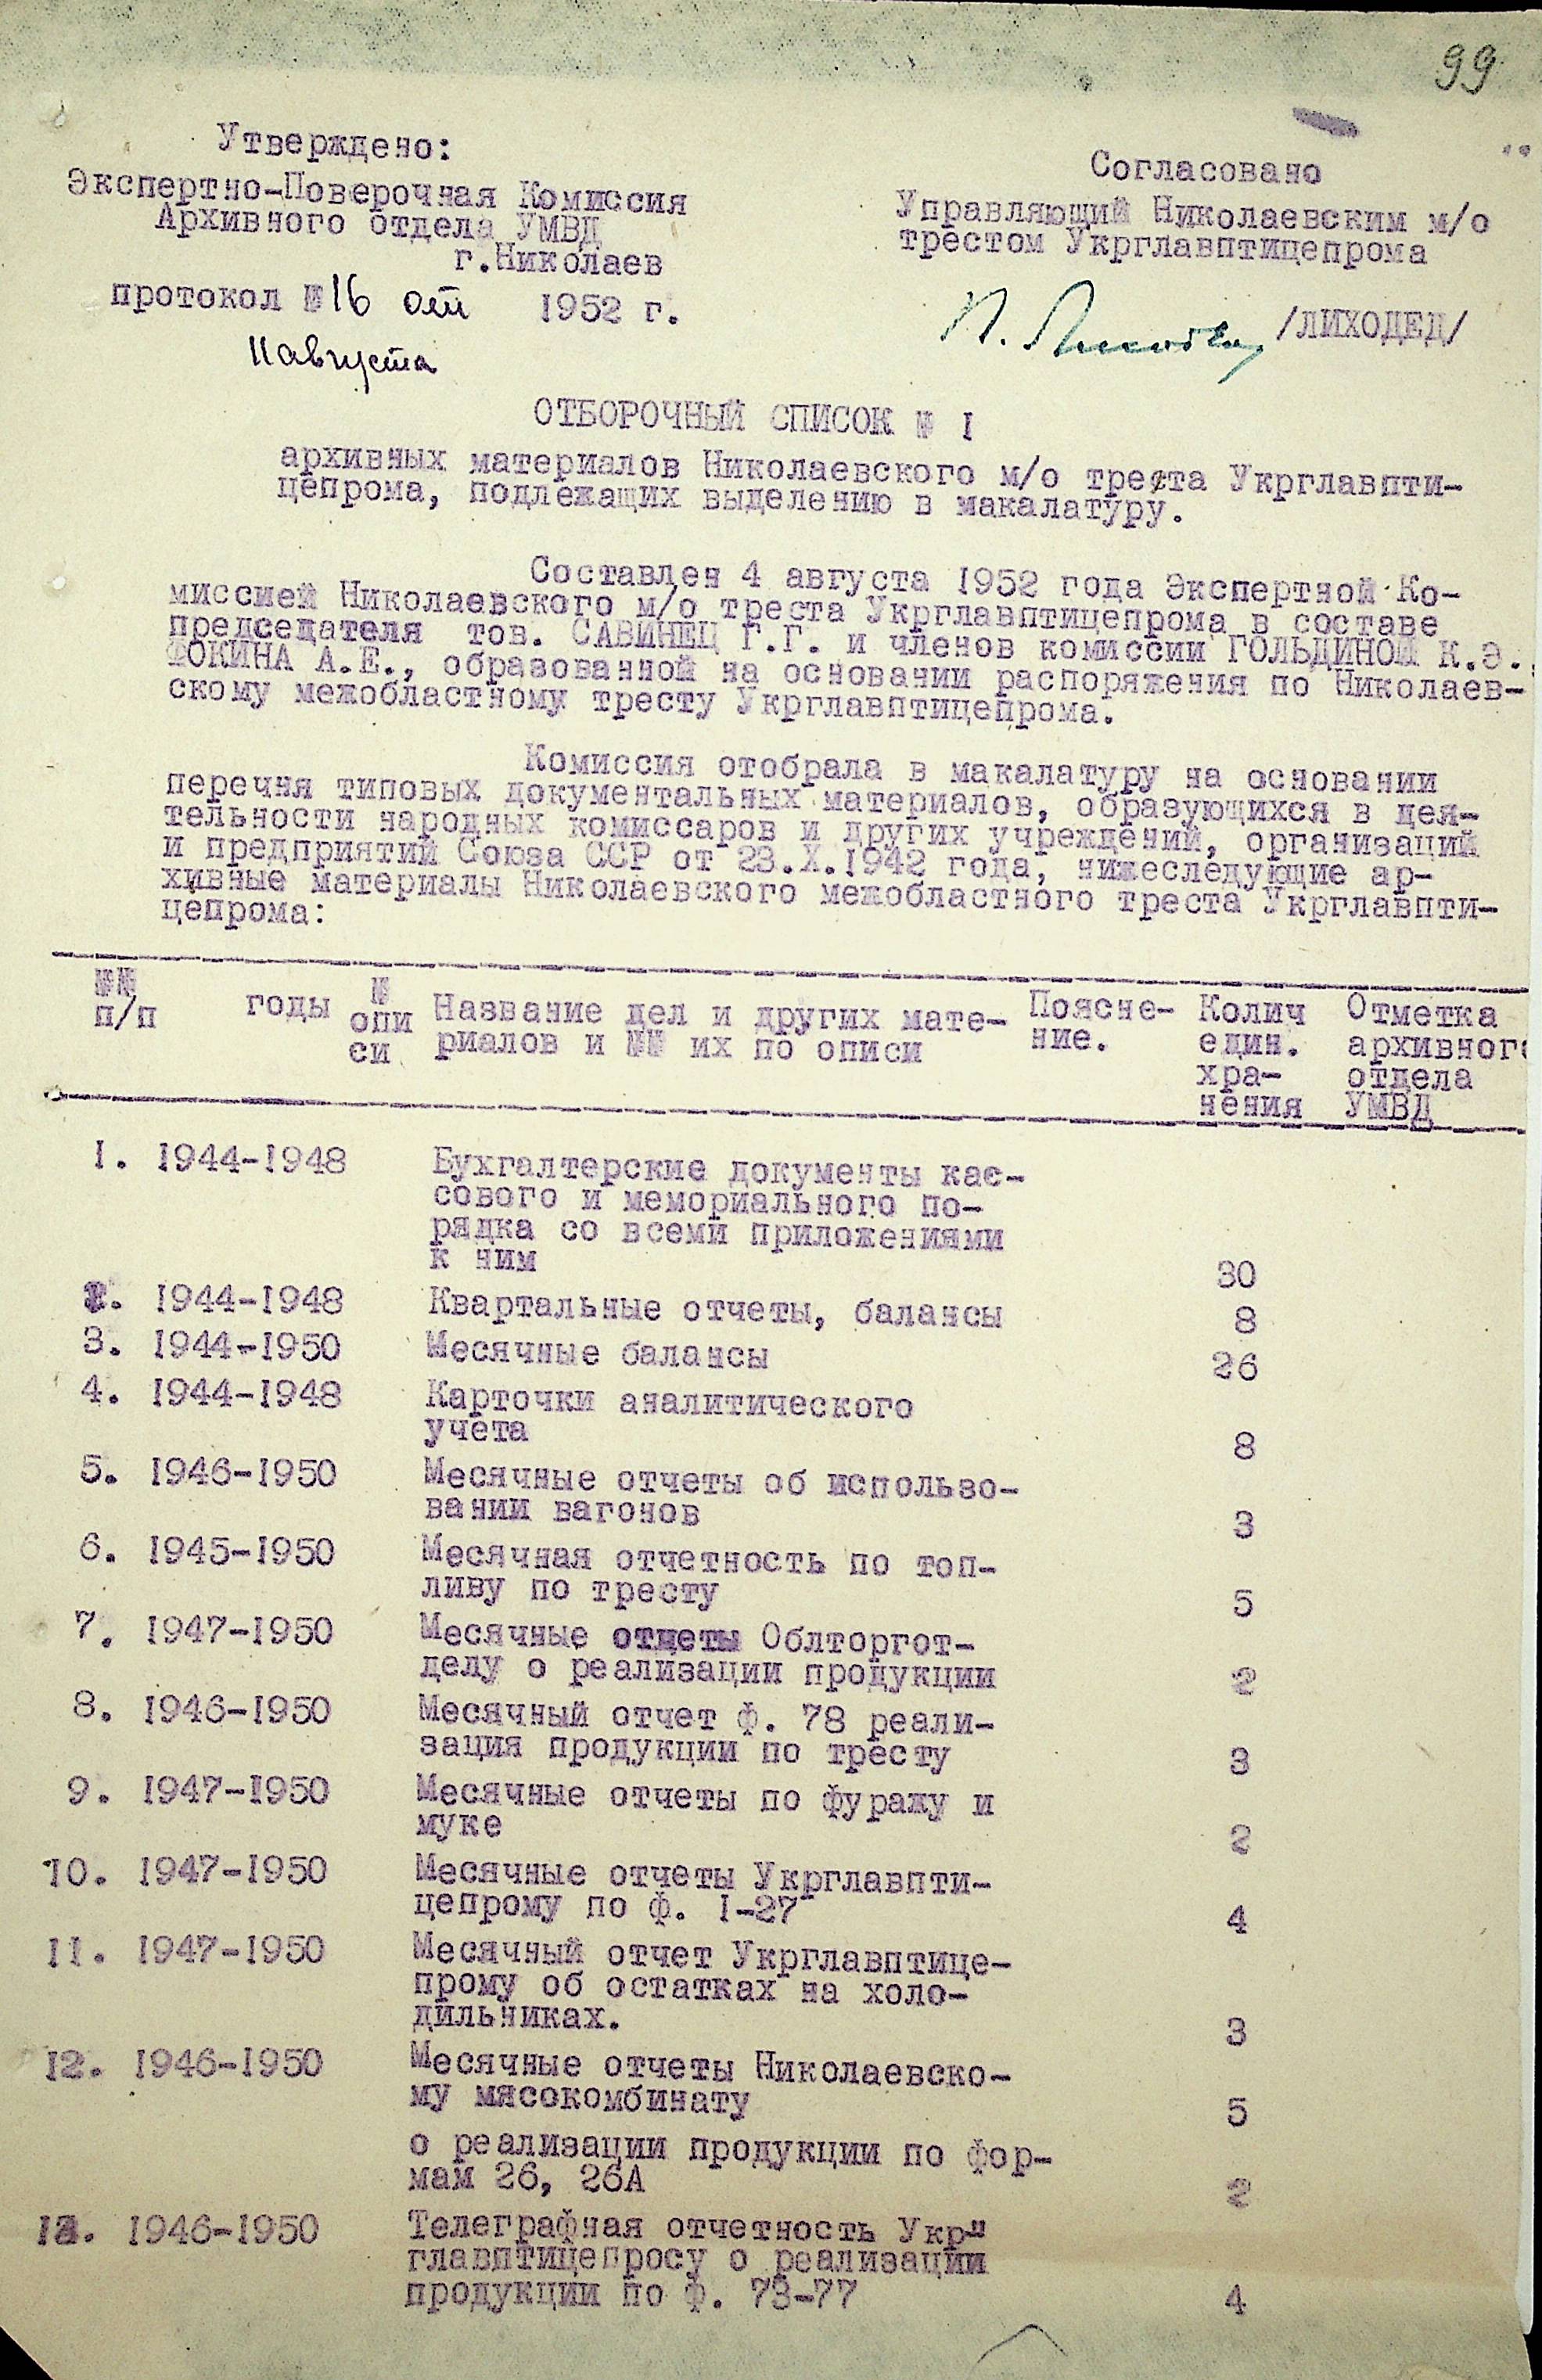 99
Утверждено:
Экспертно-Поверочная Комиссия
Архивного отдела УМВД
г.Николаев
протокол №16 от 1952 г.
11 августа
Согласовано
Управляющий Николаевским м/о
трестом Укрглавптицепрома
П. Лиходед /ЛИХОДЕД/
ОТБОРОЧНЫЙ СПИСОК № I
архивных материалов Николаевского м/о треста Укрглавпти-
цепрома, подлежащих выделению в макалатуру.
Составлен 4 августа 1952 года Экспертной Ко-
миссией Николаевского м/о треста Укрглавптицепрома в составе
председателя тов. САВИНЕЦ Г.Г. и членов комиссии ГОЛЬДИНОЙ К.Э.
ФОКИНА А.Е., образованной на основании распоряжения по Николаев-
скому межобластному тресту Укрглавптицепрома.
Комиссия отобрала в макалатуру на основании
перечня типовых документальных материалов, образующихся в дея-
тельности народных комиссаров и других учреждений, организаций
и предприятий Союза ССР от 23.X.1942 года, нижеследующие ар-
хивные материалы Николаевского межобластного треста Укрглавпти-
цепрома:
№№ п/п годы № описи Название дел и других мате-
риалов и №№ их по описи Поясне-
ние. Колич
един.
хра-
нения Отметка
архивного
отдела
УМВД
I. 1944-1948 Бухгалтерские документы кас-
сового и мемориального по-
рядка со всеми приложениями
к ним 30
2. 1944-1948 Квартальные отчеты, балансы 8
3. 1944-1950 Месячные балансы 26
4. 1944-1948 Карточки аналитического
учета 8
5. 1946-1950 Месячные отчеты об использо-
вании вагонов 3
6. 1945-1950 Месячная отчетность по топ-
ливу по тресту 5
7. 1947-1950 Месячные отцеты Облторгот-
делу о реализации продукции 2
8. 1946-1950 Месячный отчет Ф. 78 реали-
зация продукции по тресту 3
9. 1947-1950 Месячные отчеты по фуражу и
муке 2
10. 1947-1950 Месячные отчеты Укрглавпти-
цепрому по Ф. I-27 4
11. 1947-1950 Месячный отчет Укрглавптице-
прому об остатках на холо-
дильниках. 3
12. 1946-1950 Месячные отчеты Николаевско-
му мясокомбинату 5
о реализации продукции по фор-
мам 26, 26А 2
13. 1946-1950 Телеграфная отчетность Укр"
главптицепросу о реализации
продукции по Ф. 73-77 4